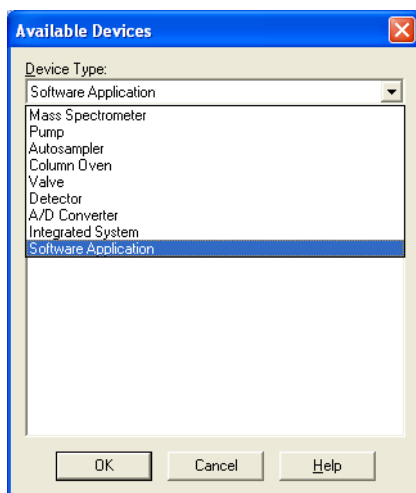 Available Devices
Device Type:
Software Application
Mass Spectrometer
Pump
Autosampler
Column Oven
Valve
Detector
A/D Converter
Integrated System
Software Application
OK Cancel Help